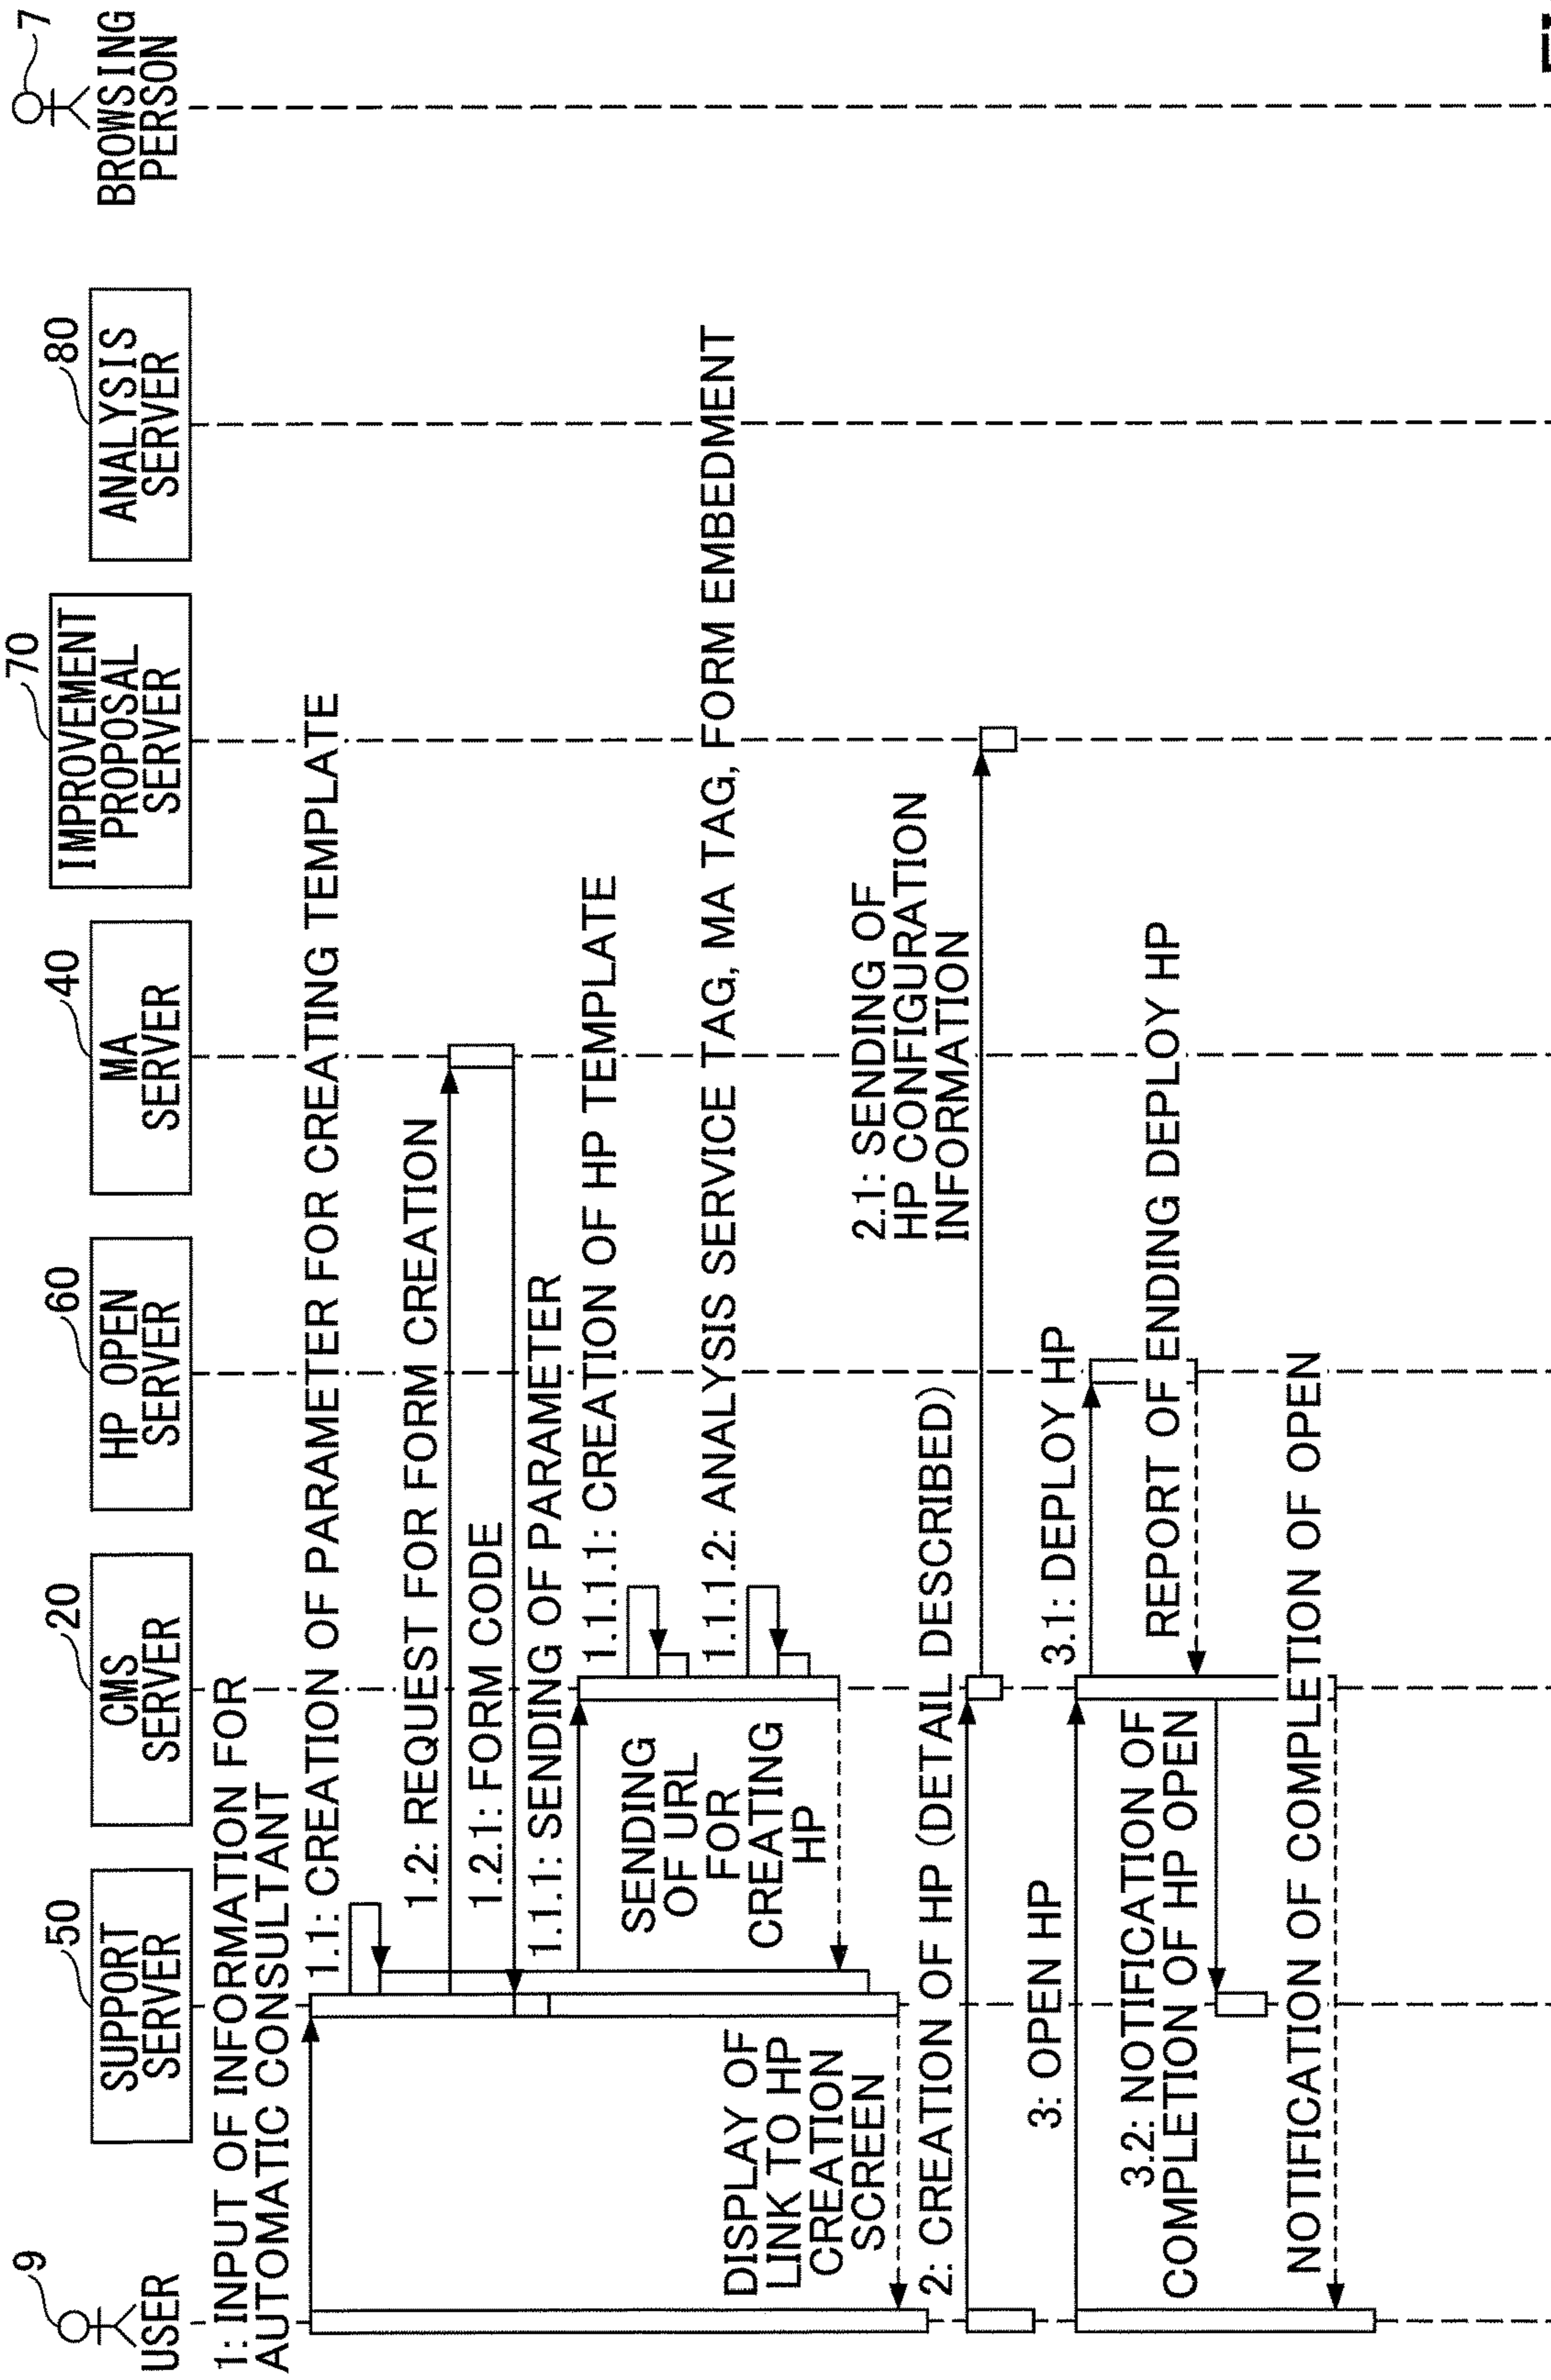 9
USER
50
SUPPORT
SERVER
20
CMS
SERVER
60
HP OPEN
SERVER
40
MA
SERVER
70
IMPROVEMENT
PROPOSAL
SERVER
80
ANALYSIS
SERVER
7
BROWSING
PERSON
1: INPUT OF INFORMATION FOR
AUTOMATIC CONSULTANT
1.1: CREATION OF PARAMETER FOR CREATING TEMPLATE
1.2: REQUEST FOR FORM CREATION
1.2.1: FORM CODE
1.1.1: SENDING OF PARAMETER
1.1.1.1: CREATION OF HP TEMPLATE
SENDING
OF URL
FOR
CREATING
HP
1.1.1.2: ANALYSIS SERVICE TAG, MA TAG, FORM EMBEDMENT
DISPLAY OF
LINK TO HP
CREATION
SCREEN
2: CREATION OF HP (DETAIL DESCRIBED)
2.1: SENDING OF
HP CONFIGURATION
INFORMATION
3: OPEN HP
3.1: DEPLOY HP
REPORT OF ENDING DEPLOY HP
3.2: NOTIFICATION OF
COMPLETION OF HP OPEN
NOTIFICATION OF COMPLETION OF OPEN